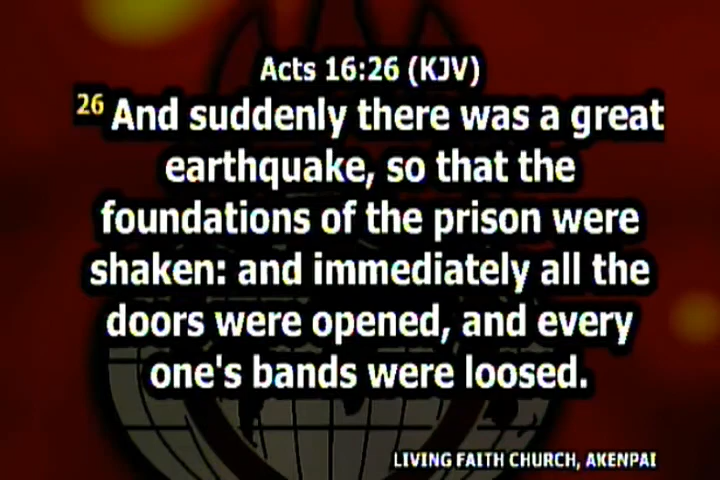 Acts 16:26 (KJV)
26 And suddenly there was a great
earthquake, so that the
foundations of the prison were
shaken: and immediately all the
doors were opened, and every
one's bands were loosed.
LIVING FAITH CHURCH, AKENPAI